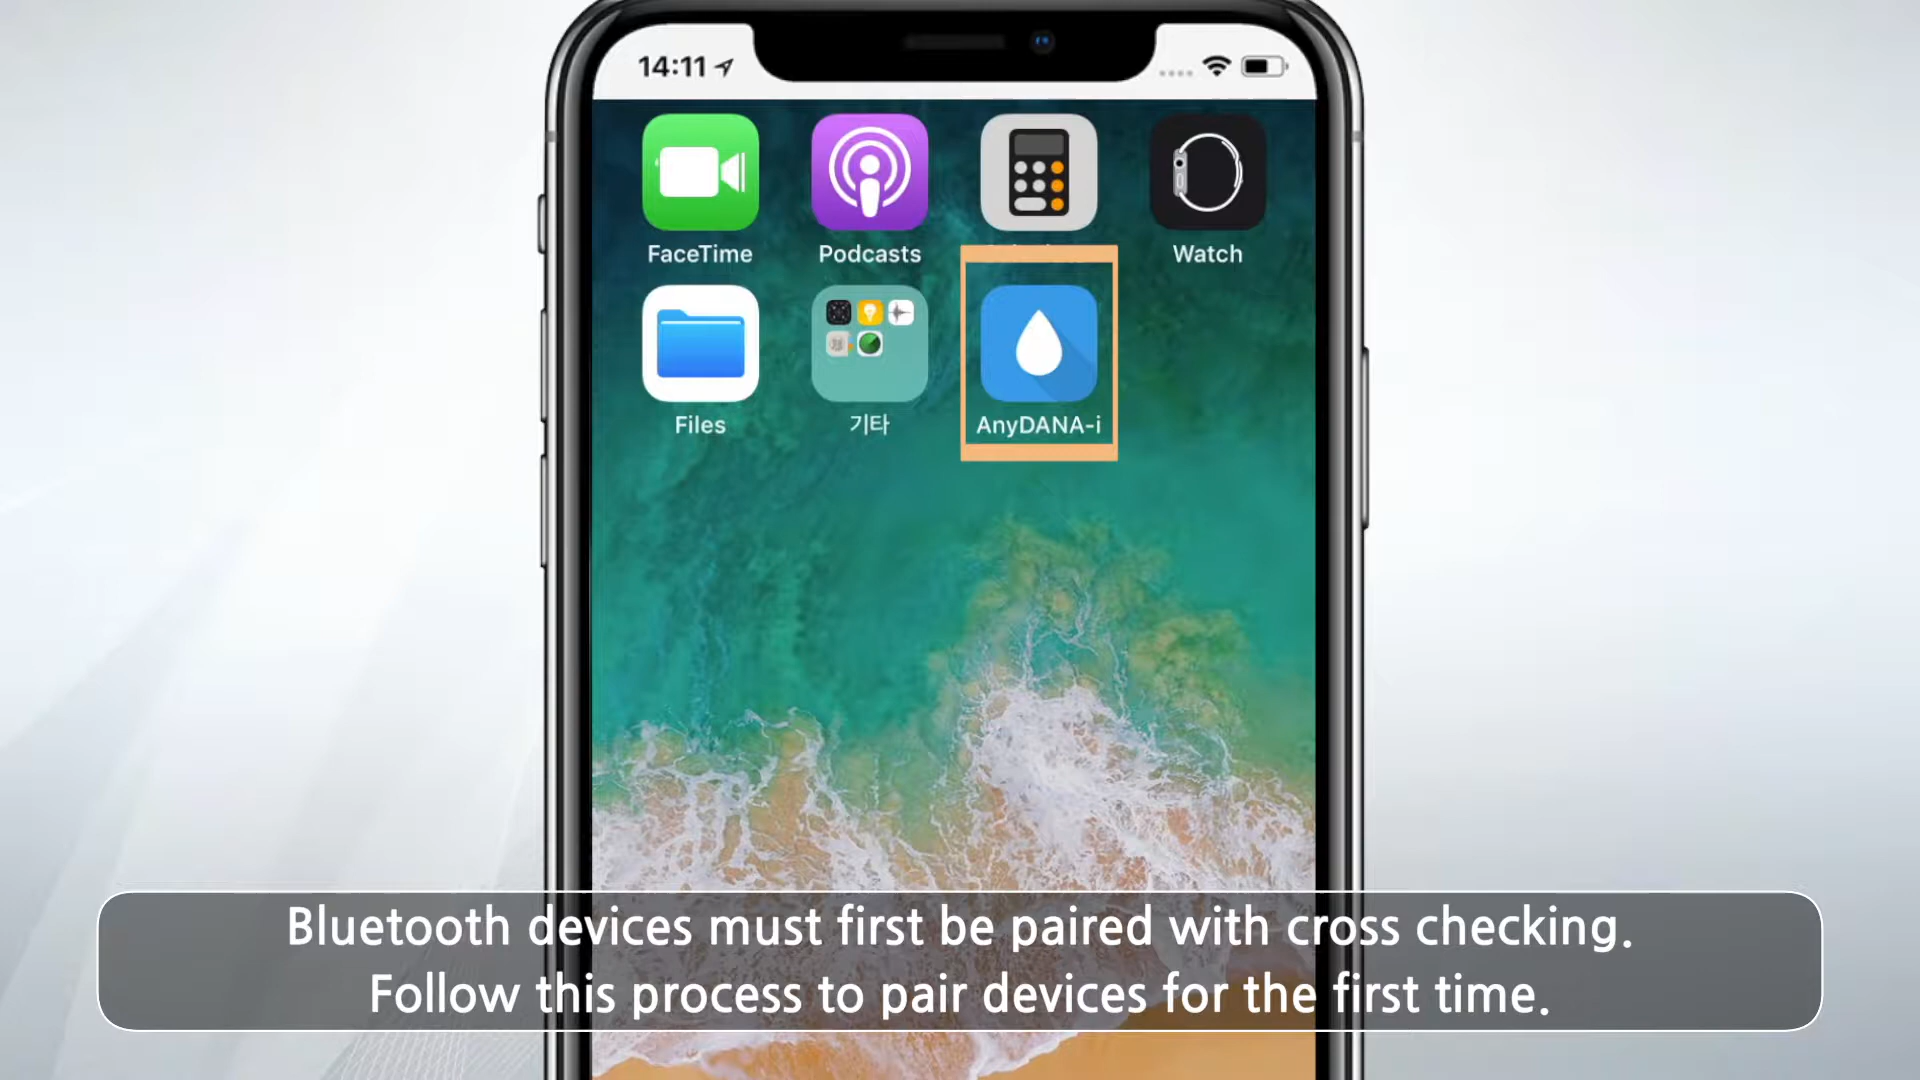 14:11
FaceTime
Podcasts
Watch
Files
기타
AnyDANA-i
Bluetooth devices must first be paired with cross checking.
Follow this process to pair devices for the first time.